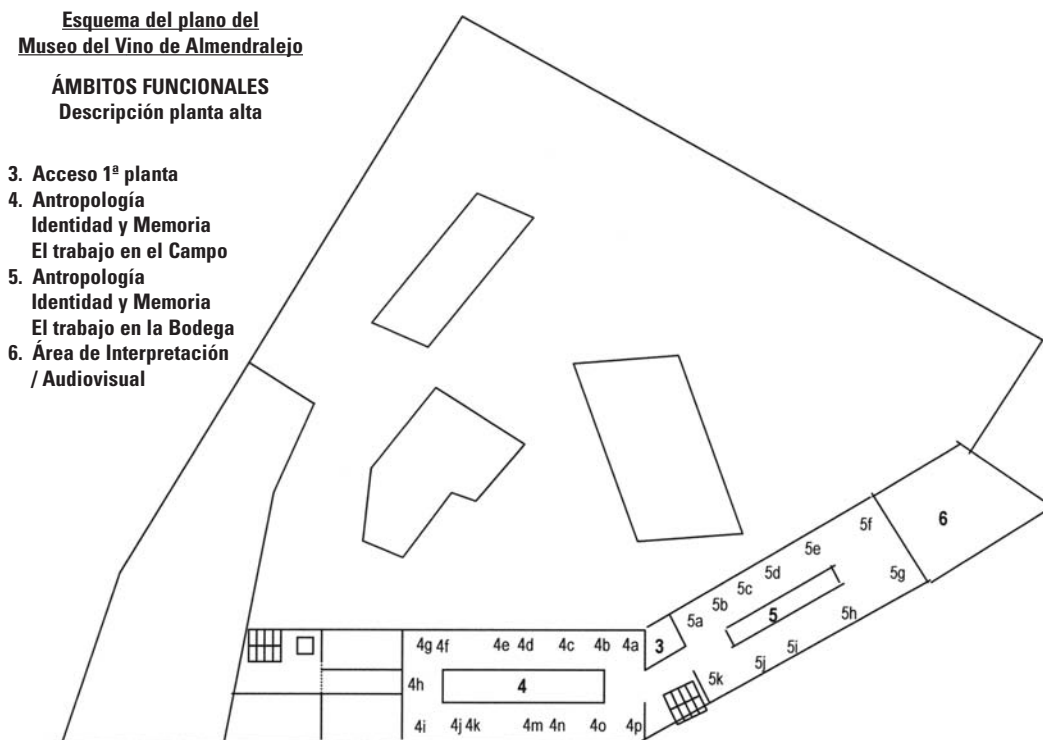 Esquema del plano del
Museo del Vino de Almendralejo
ÁMBITOS FUNCIONALES
Descripción planta alta
3. Acceso 1ª planta
4. Antropología
Identidad y Memoria
El trabajo en el Campo
5. Antropología
Identidad y Memoria
El trabajo en la Bodega
6. Área de Interpretación
/ Audiovisual
6
5f
5e
5d
5g
5c
5b
5
5h
5a
4g 4f 4e 4d 4c 4b 4a
3
5i
5j
5k
4h
4
4i 4j 4k 4m 4n 4o 4p